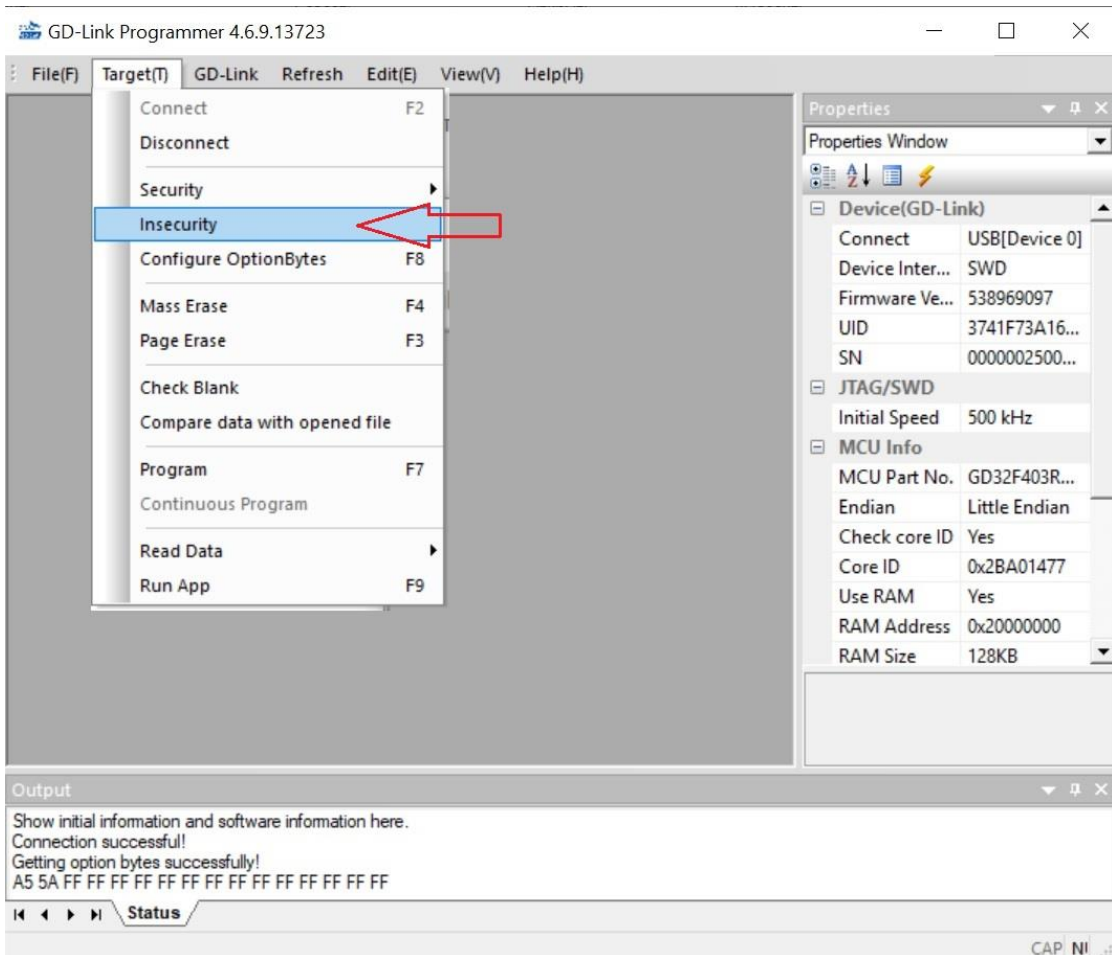 GD-Link Programmer 4.6.9.13723
File(F) Target(T) GD-Link Refresh Edit(E) View(V) Help(H)
Connect F2
Disconnect
Security
Insecurity
Configure OptionBytes F8
Mass Erase F4
Page Erase F3
Check Blank
Compare data with opened file
Program F7
Continuous Program
Read Data
Run App F9
Properties
Properties Window
Device(GD-Link)
Connect USB[Device 0]
Device Inter... SWD
Firmware Ve... 538969097
UID 3741F73A16...
SN 0000002500...
JTAG/SWD
Initial Speed 500 kHz
MCU Info
MCU Part No. GD32F403R...
Endian Little Endian
Check core ID Yes
Core ID 0x2BA01477
Use RAM Yes
RAM Address 0x20000000
RAM Size 128KB
Output
Show initial information and software information here.
Connection successful!
Getting option bytes successfully!
A5 5A FF FF FF FF FF FF FF FF FF FF FF FF FF FF
Status
CAP